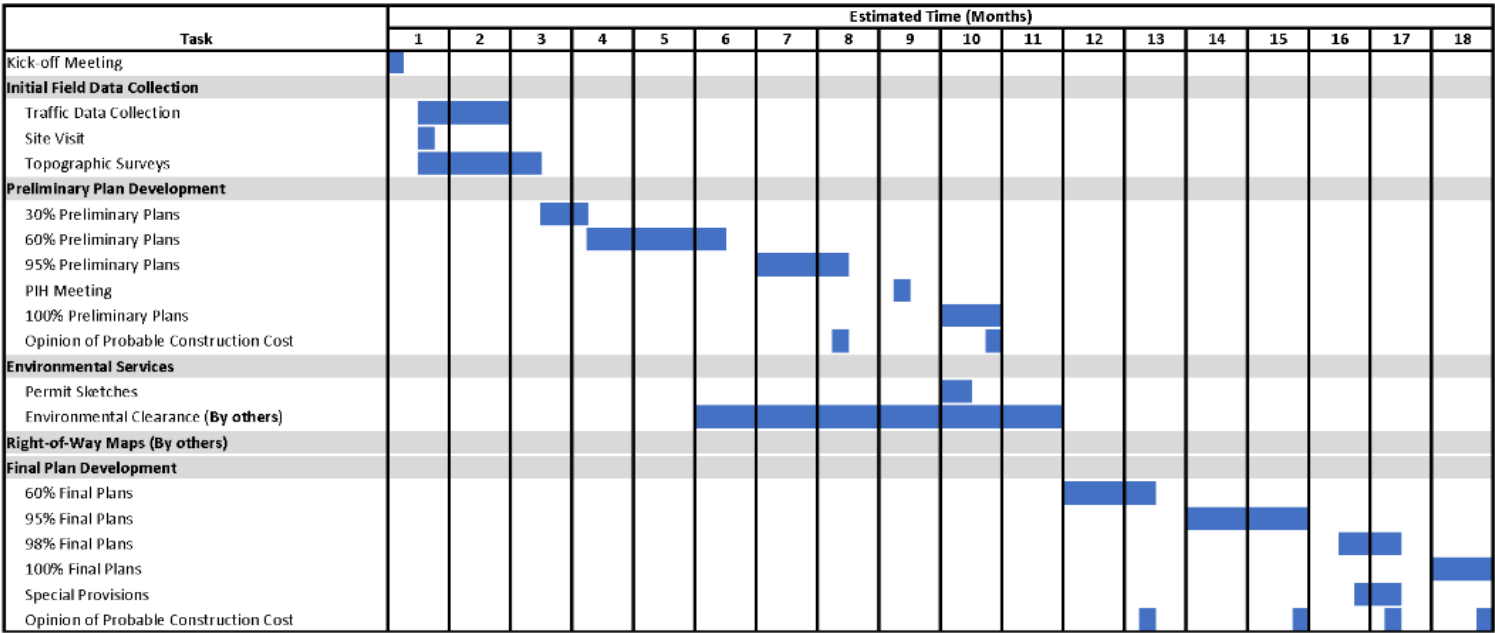 Estimated Time (Months)
Task 1 2 3 4 5 6 7 8 9 10 11 12 13 14 15 16 17 18
Kick-off Meeting
Initial Field Data Collection
Traffic Data Collection
Site Visit
Topographic Surveys
Preliminary Plan Development
30% Preliminary Plans
60% Preliminary Plans
95% Preliminary Plans
PIH Meeting
100% Preliminary Plans
Opinion of Probable Construction Cost
Environmental Services
Permit Sketches
Environmental Clearance (By others)
Right-of-Way Maps (By others)
Final Plan Development
60% Final Plans
95% Final Plans
98% Final Plans
100% Final Plans
Special Provisions
Opinion of Probable Construction Cost